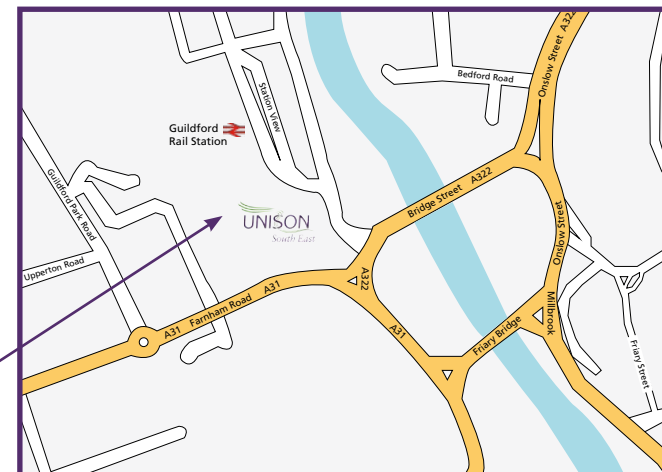 Onslow Street A322
Bedford Road
Station View
Guildford
Rail Station
Guildford Park Road
Bridge Street A322
UNISON
South East
Onslow Street
Upperton Road
A322
A31 Farnham Road A31
A31
Millbrook
Friary Bridge
Friary Street